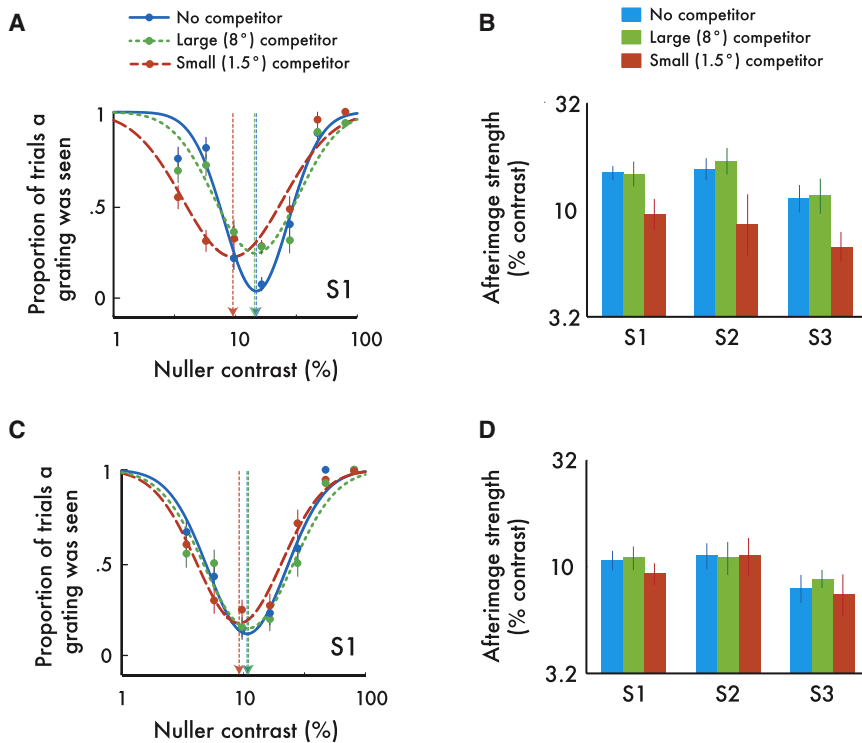 A
No competitor
Large (8°) competitor
Small (1.5°) competitor
Proportion of trials a
grating was seen
1
.5
0
S1
1
10
100
Nuller contrast (%)
B
No competitor
Large (8°) competitor
Small (1.5°) competitor
Afterimage strength
(% contrast)
32
10
3.2
S1
S2
S3
C
Proportion of trials a
grating was seen
1
.5
0
S1
1
10
100
Nuller contrast (%)
D
Afterimage strength
(% contrast)
32
10
3.2
S1
S2
S3